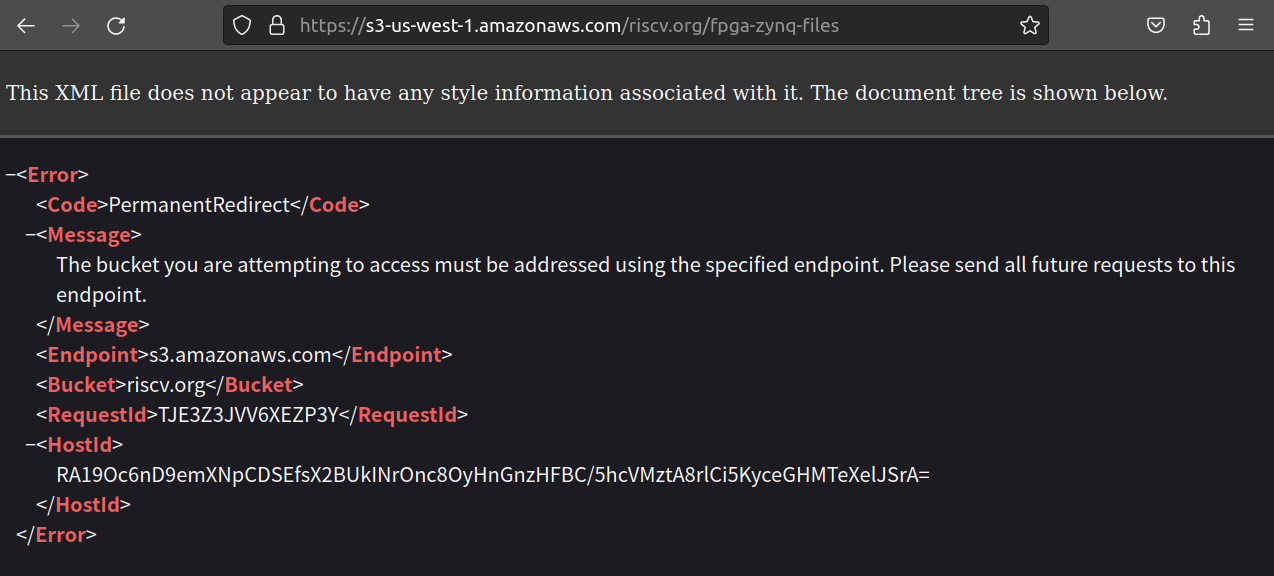 https://s3-us-west-1.amazonaws.com/riscv.org/fpga-zynq-files
This XML file does not appear to have any style information associated with it. The document tree is shown below.
−<Error>
<Code>PermanentRedirect</Code>
−<Message>
The bucket you are attempting to access must be addressed using the specified endpoint. Please send all future requests to this
endpoint.
</Message>
<Endpoint>s3.amazonaws.com</Endpoint>
<Bucket>riscv.org</Bucket>
<RequestId>TJE3Z3JVV6XEZP3Y</RequestId>
−<HostId>
RA19Oc6nD9emXNpCDSEfsX2BUkINrOnc8OyHnGnzHFBC/5hcVMztA8rlCi5KyceGHMTeXelJSrA=
</HostId>
</Error>